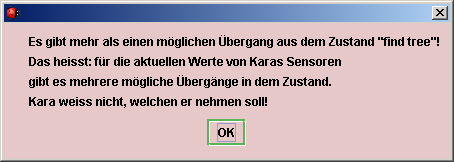 Es gibt mehr als einen möglichen Übergang aus dem Zustand "find tree"!
Das heisst: für die aktuellen Werte von Karas Sensoren
gibt es mehrere mögliche Übergänge in dem Zustand.
Kara weiss nicht, welchen er nehmen soll!
OK